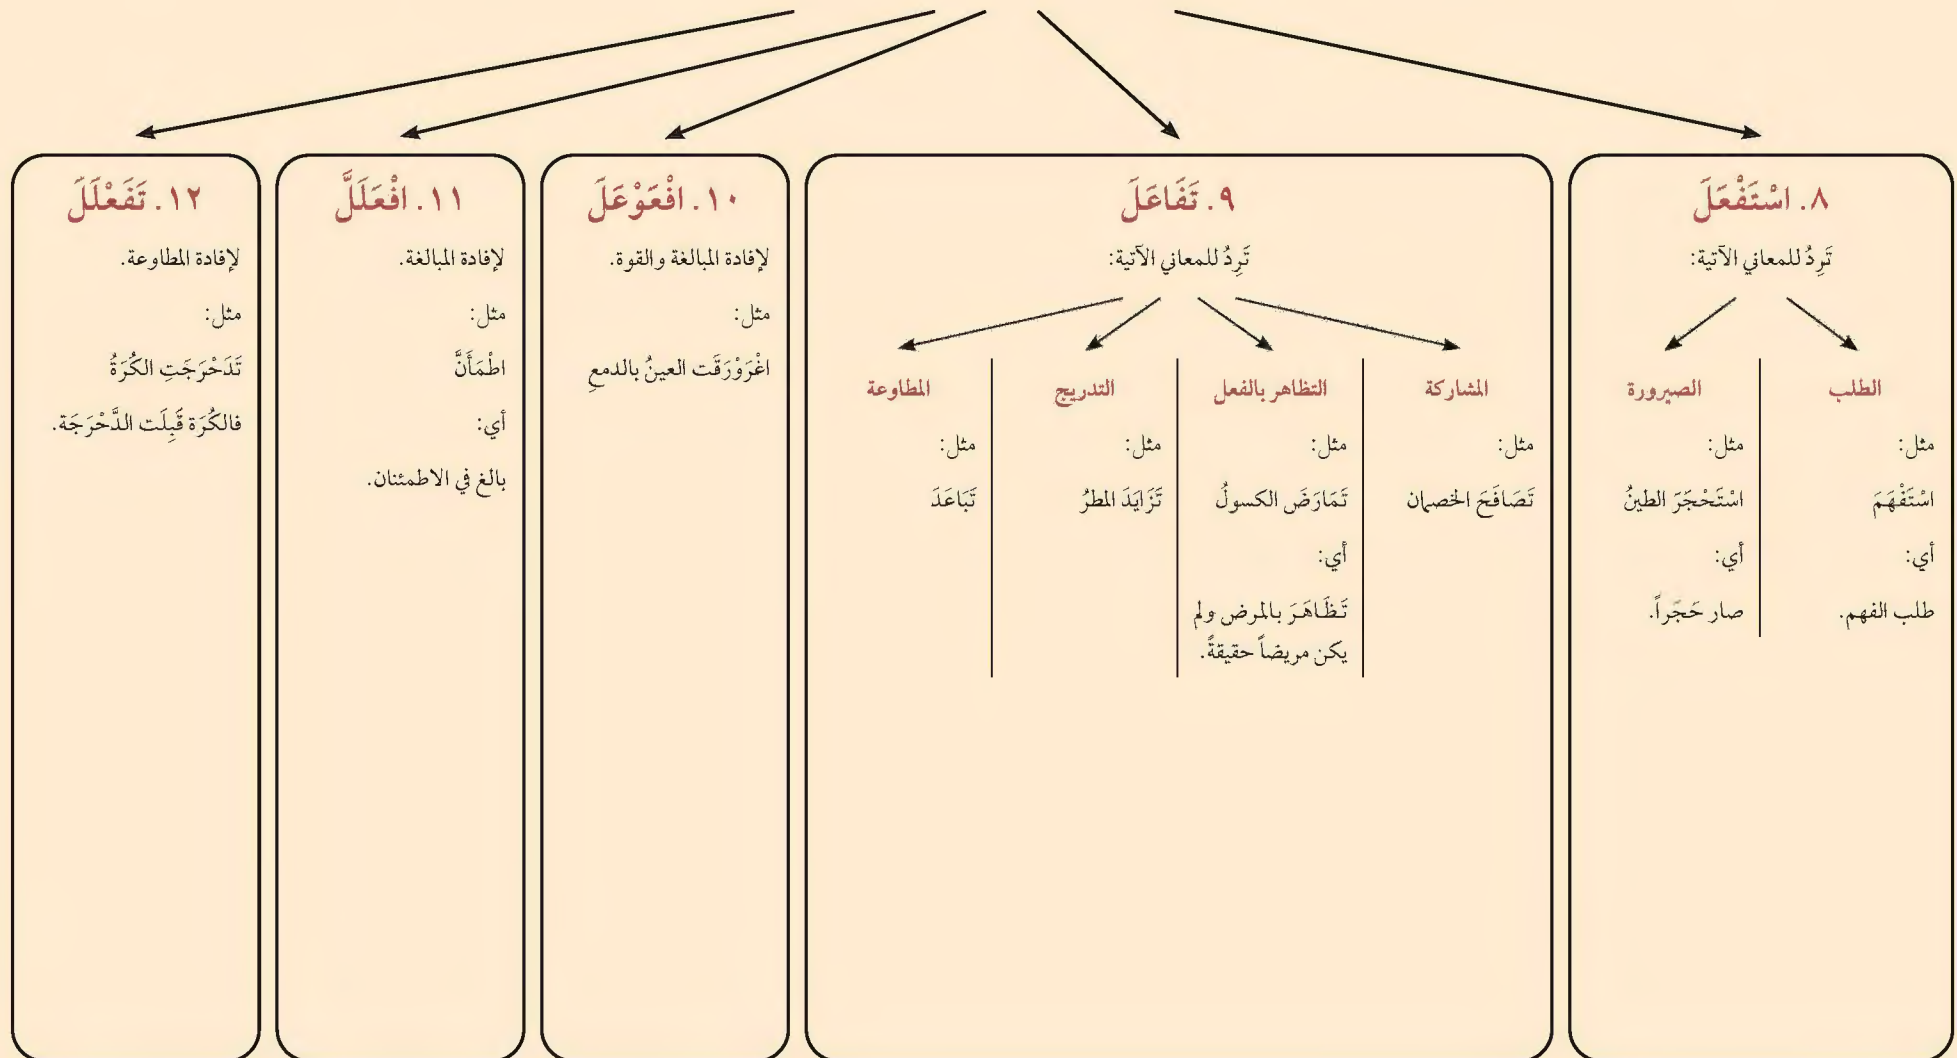 ٨. اسْتَفْعَلَ
تَرِدُ للمعاني الآتية:
الطلب
مثل:
اسْتَفْهَمَ
أي:
طلب الفهم.
الصيرورة
مثل:
اسْتَحْجَرَ الطينُ
أي:
صار حَجَراً.
٩. تَفَاعَلَ
تَرِدُ للمعاني الآتية:
المشاركة
مثل:
تَصَافَحَ الخصمان
التظاهر بالفعل
مثل:
تَمَارَضَ الكسولُ
أي:
تَظَاهَرَ بالمرض ولم
يكن مريضاً حقيقةً.
التدريج
مثل:
تَزَايَدَ المطرُ
المطاوعة
مثل:
تَبَاعَدَ
١٠. افْعَوْعَلَ
لإفادة المبالغة والقوة.
مثل:
اغْرَوْرَقَت العينُ بالدمعِ
١١. افْعَلَلَّ
لإفادة المبالغة.
مثل:
اطْمَأَنَّ
أي:
بالغ في الاطمئنان.
١٢. تَفَعْلَلَ
لإفادة المطاوعة.
مثل:
تَدَحْرَجَتِ الكُرَةُ
فالكُرَة قَبِلَت الدَّحْرَجَة.